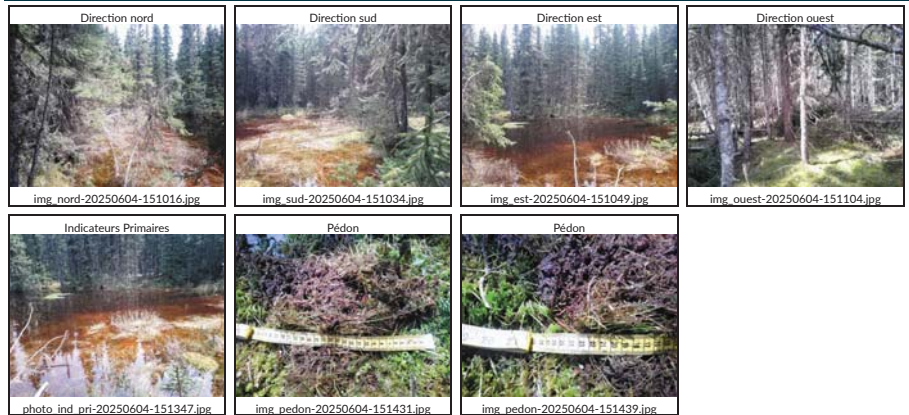 Direction nord
Direction sud
Direction est
Direction ouest
img_nord-20250604-151016.jpg
img_sud-20250604-151034.jpg
img_est-20250604-151049.jpg
img_ouest-20250604-151104.jpg
Indicateurs Primaires
Pédon
Pédon
photo_ind_pri-20250604-151347.jpg
img_pedon-20250604-151431.jpg
img_pedon-20250604-151439.jpg